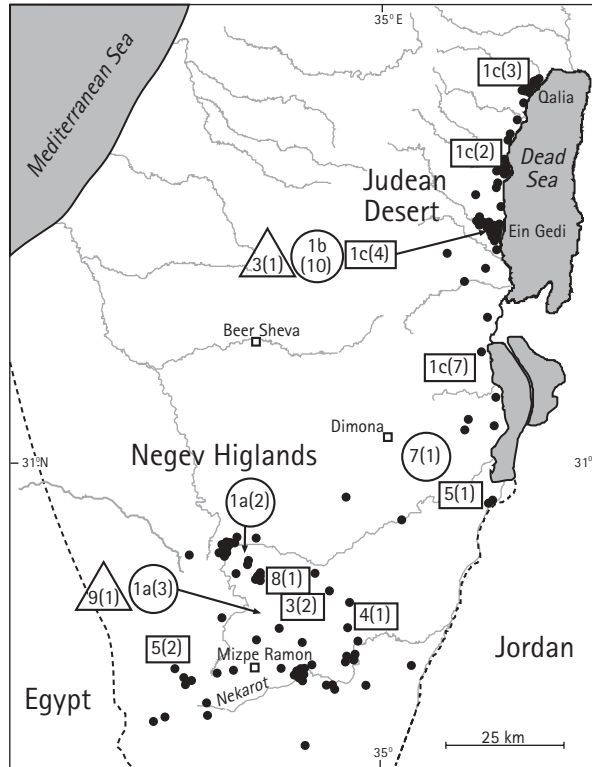 35°E
Mediterranean Sea
1c(3)
Qalia
1c(2)
Dead
Sea
Judean
Desert
Ein Gedi
3(1)
1b
(10)
1c(4)
Beer Sheva
1c(7)
Dimona
7(1)
Negev Higlands
31°N
31°
1a(2)
5(1)
8(1)
9(1)
1a(3)
3(2)
4(1)
5(2)
Mizpe Ramon
Jordan
Nekarot
Egypt
25 km
35°